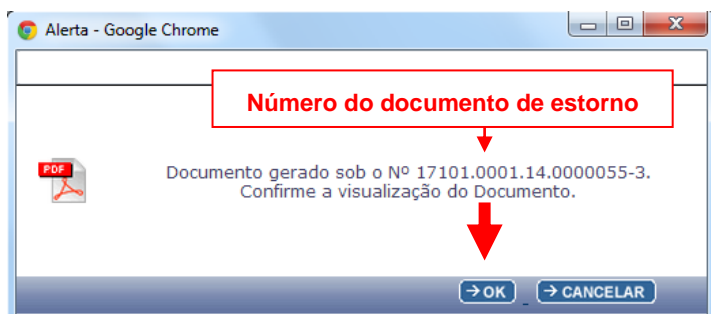 Alerta - Google Chrome
Número do documento de estorno
PDF
Documento gerado sob o Nº 17101.0001.14.0000055-3.
Confirme a visualização do Documento.
OK
CANCELAR